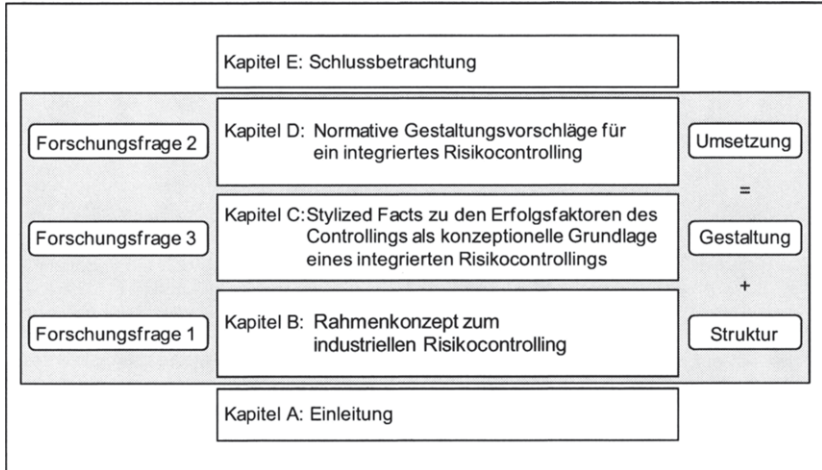 Kapitel E: Schlussbetrachtung
Forschungsfrage 2
Kapitel D: Normative Gestaltungsvorschläge für
ein integriertes Risikocontrolling
Umsetzung
=
Forschungsfrage 3
Kapitel C: Stylized Facts zu den Erfolgsfaktoren des
Controllings als konzeptionelle Grundlage
eines integrierten Risikocontrollings
Gestaltung
+
Forschungsfrage 1
Kapitel B: Rahmenkonzept zum
industriellen Risikocontrolling
Struktur
Kapitel A: Einleitung